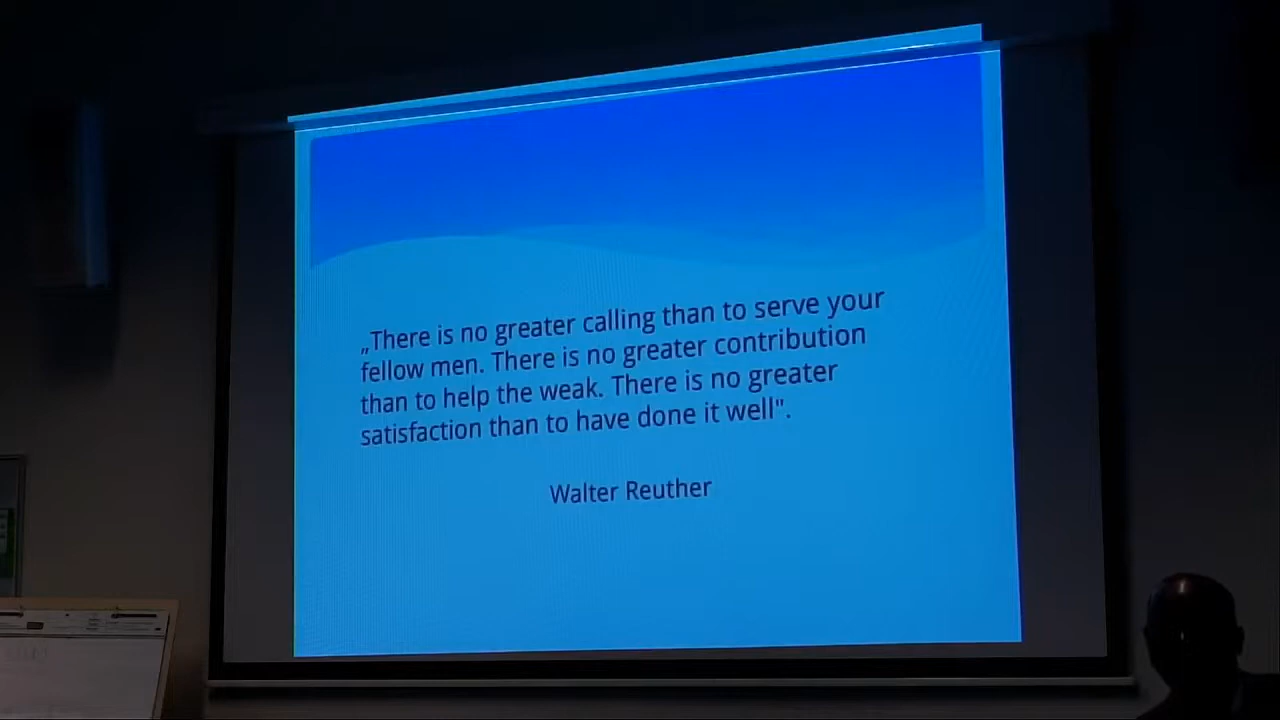 „There is no greater calling than to serve your
fellow men. There is no greater contribution
than to help the weak. There is no greater
satisfaction than to have done it well".
Walter Reuther